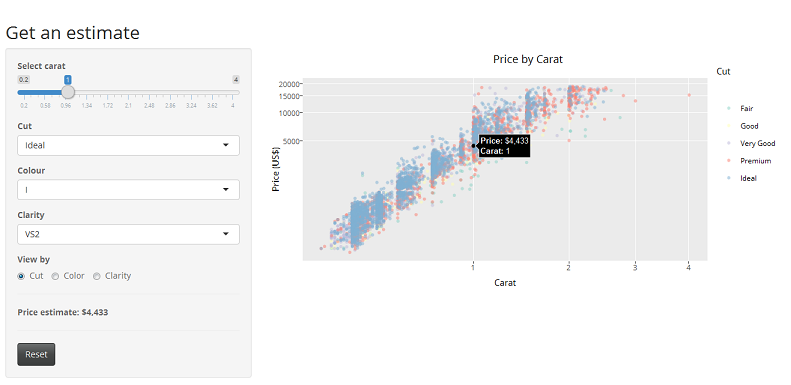 Get an estimate
Select carat
0.2 1 4
0.2 0.58 0.96 1.34 1.72 2.1 2.48 2.86 3.24 3.62 4
Cut
Ideal
Colour
I
Clarity
VS2
View by
Cut Color Clarity
Price estimate: $4,433
Reset
Price by Carat
Price (US$)
20000
15000
10000
5000
Price: $4,433
Carat: 1
1 2 3 4
Carat
Cut
Fair
Good
Very Good
Premium
Ideal